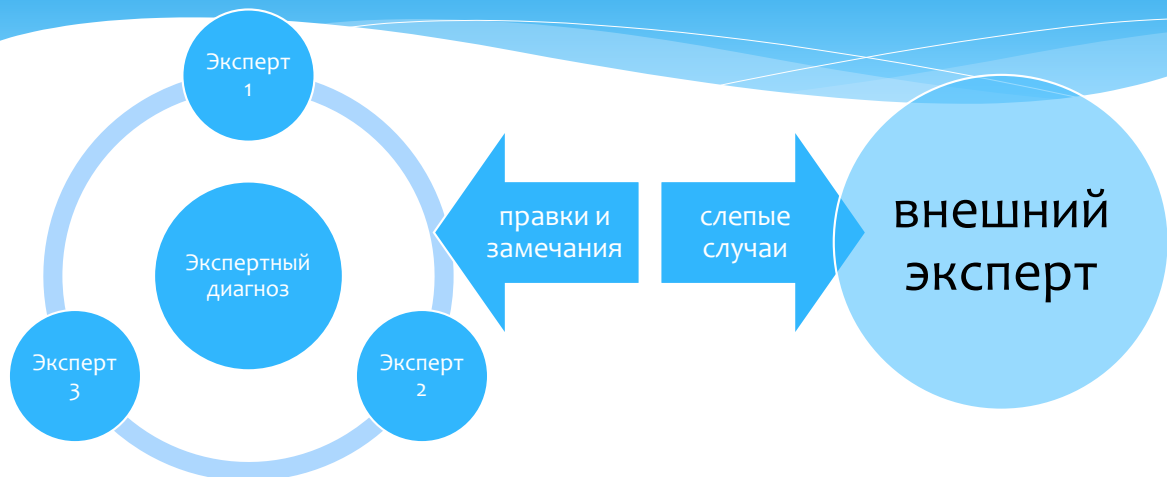 Эксперт
1
Экспертный
диагноз
Эксперт
3
Эксперт
2
правки и
замечания
слепые
случаи
внешний
эксперт